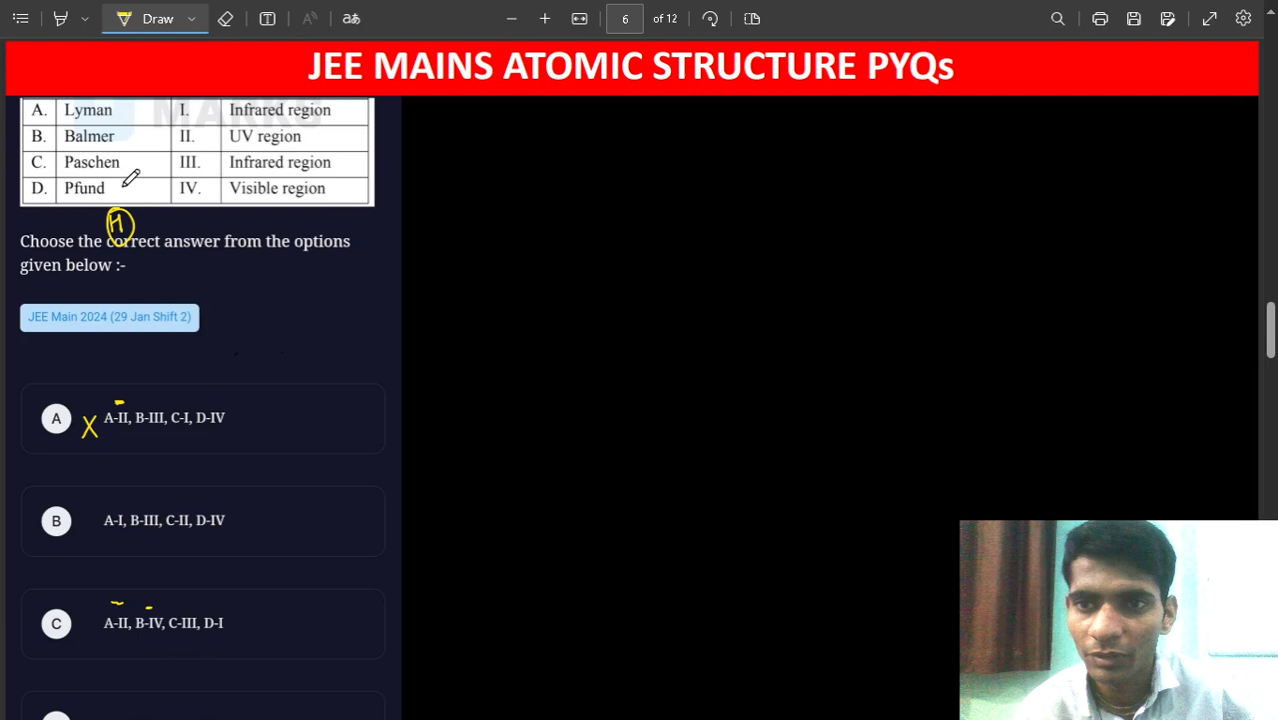 Draw
6 of 12
JEE MAINS ATOMIC STRUCTURE PYQs
A. Lyman I. Infrared region
B. Balmer II. UV region
C. Paschen III. Infrared region
D. Pfund IV. Visible region
H
Choose the correct answer from the options
given below :-
JEE Main 2024 (29 Jan Shift 2)
A X A-II, B-III, C-I, D-IV
B A-I, B-III, C-II, D-IV
C A-II, B-IV, C-III, D-I